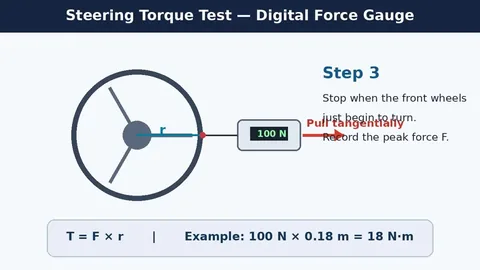 Steering Torque Test — Digital Force Gauge
Step 3
Stop when the front wheels
just begin to turn.
Pull tangentially
Record the peak force F.
r
100 N
T = F × r | Example: 100 N × 0.18 m = 18 N·m